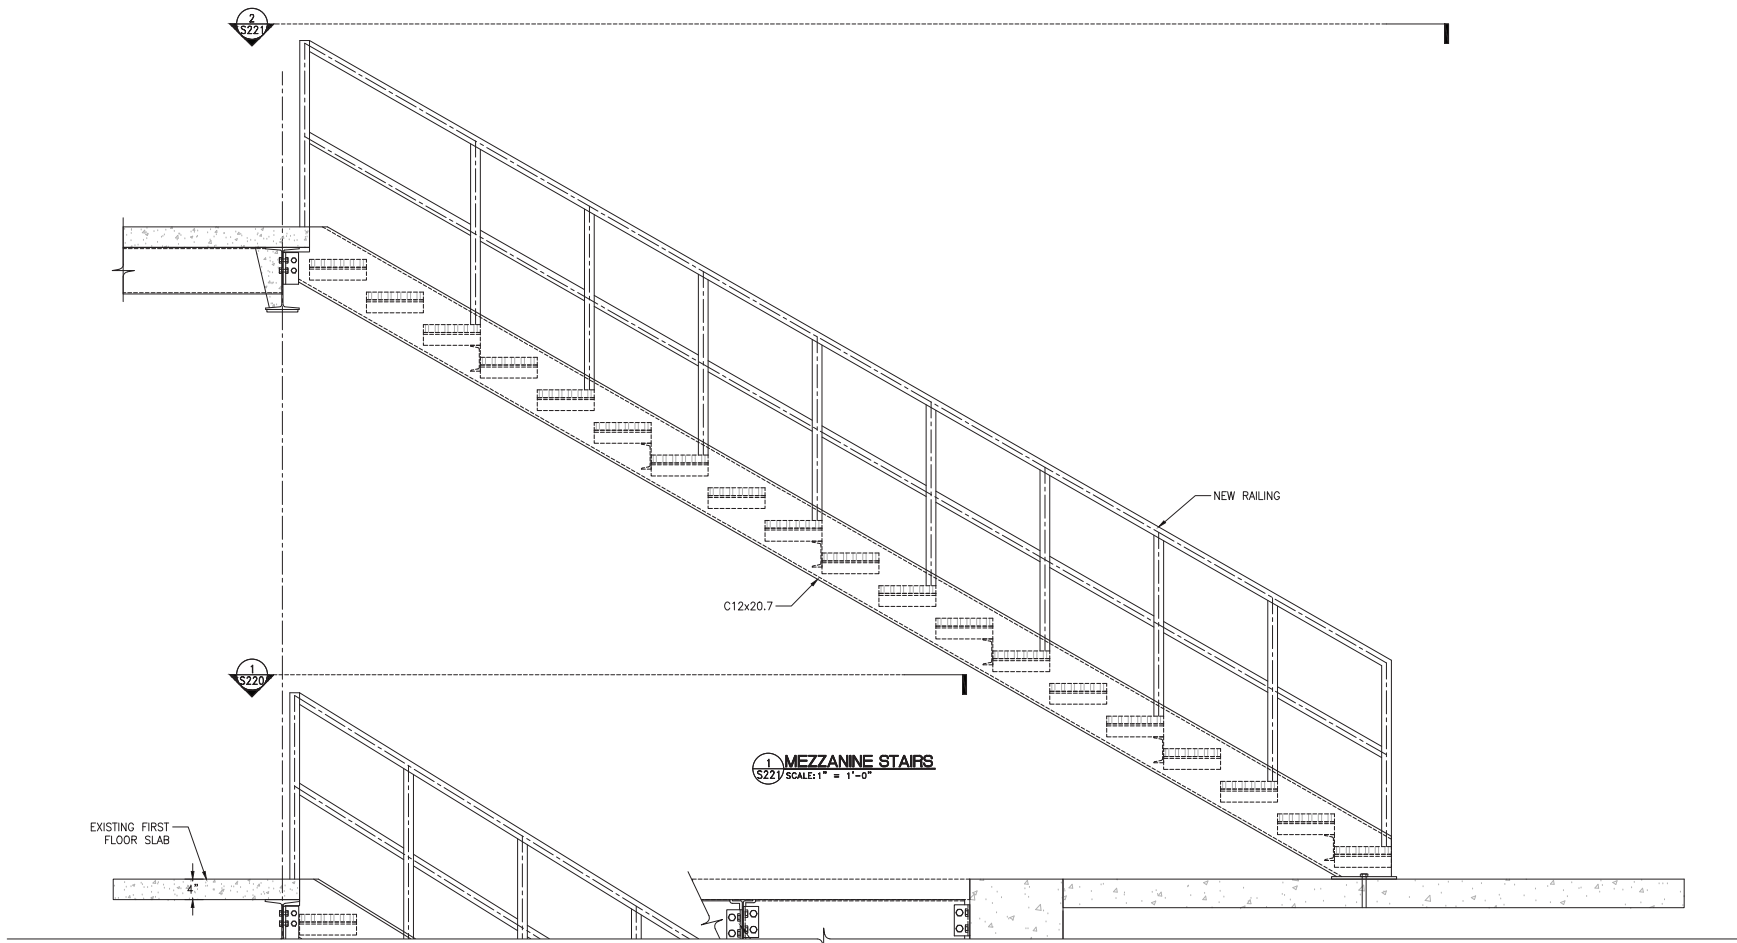 2
S221
NEW RAILING
C12x20.7
1
S220
1
S221
MEZZANINE STAIRS
SCALE: 1" = 1'-0"
EXISTING FIRST
FLOOR SLAB
4"